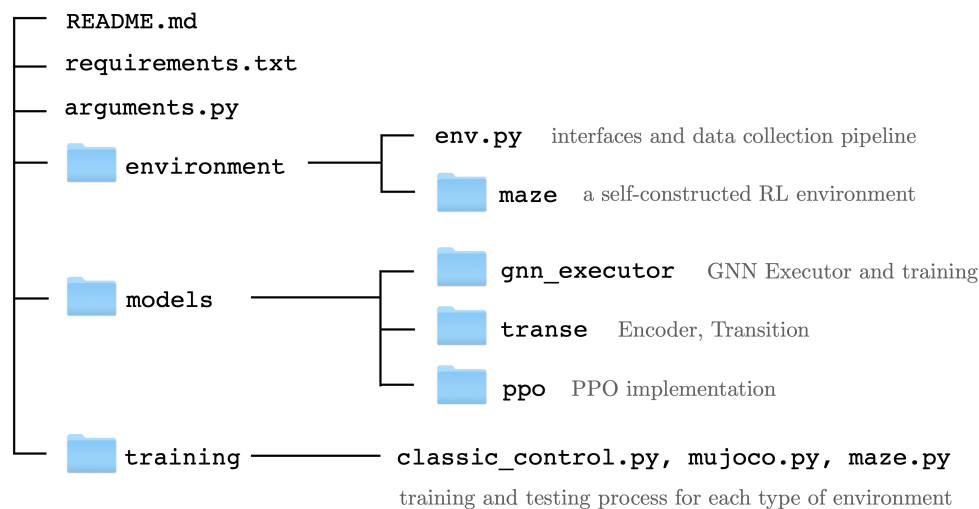 README.md
requirements.txt
arguments.py
environment
env.py interfaces and data collection pipeline
maze a self-constructed RL environment
models
gnn_executor GNN Executor and training
transe Encoder, Transition
ppo PPO implementation
training
classic_control.py, mujoco.py, maze.py
training and testing process for each type of environment